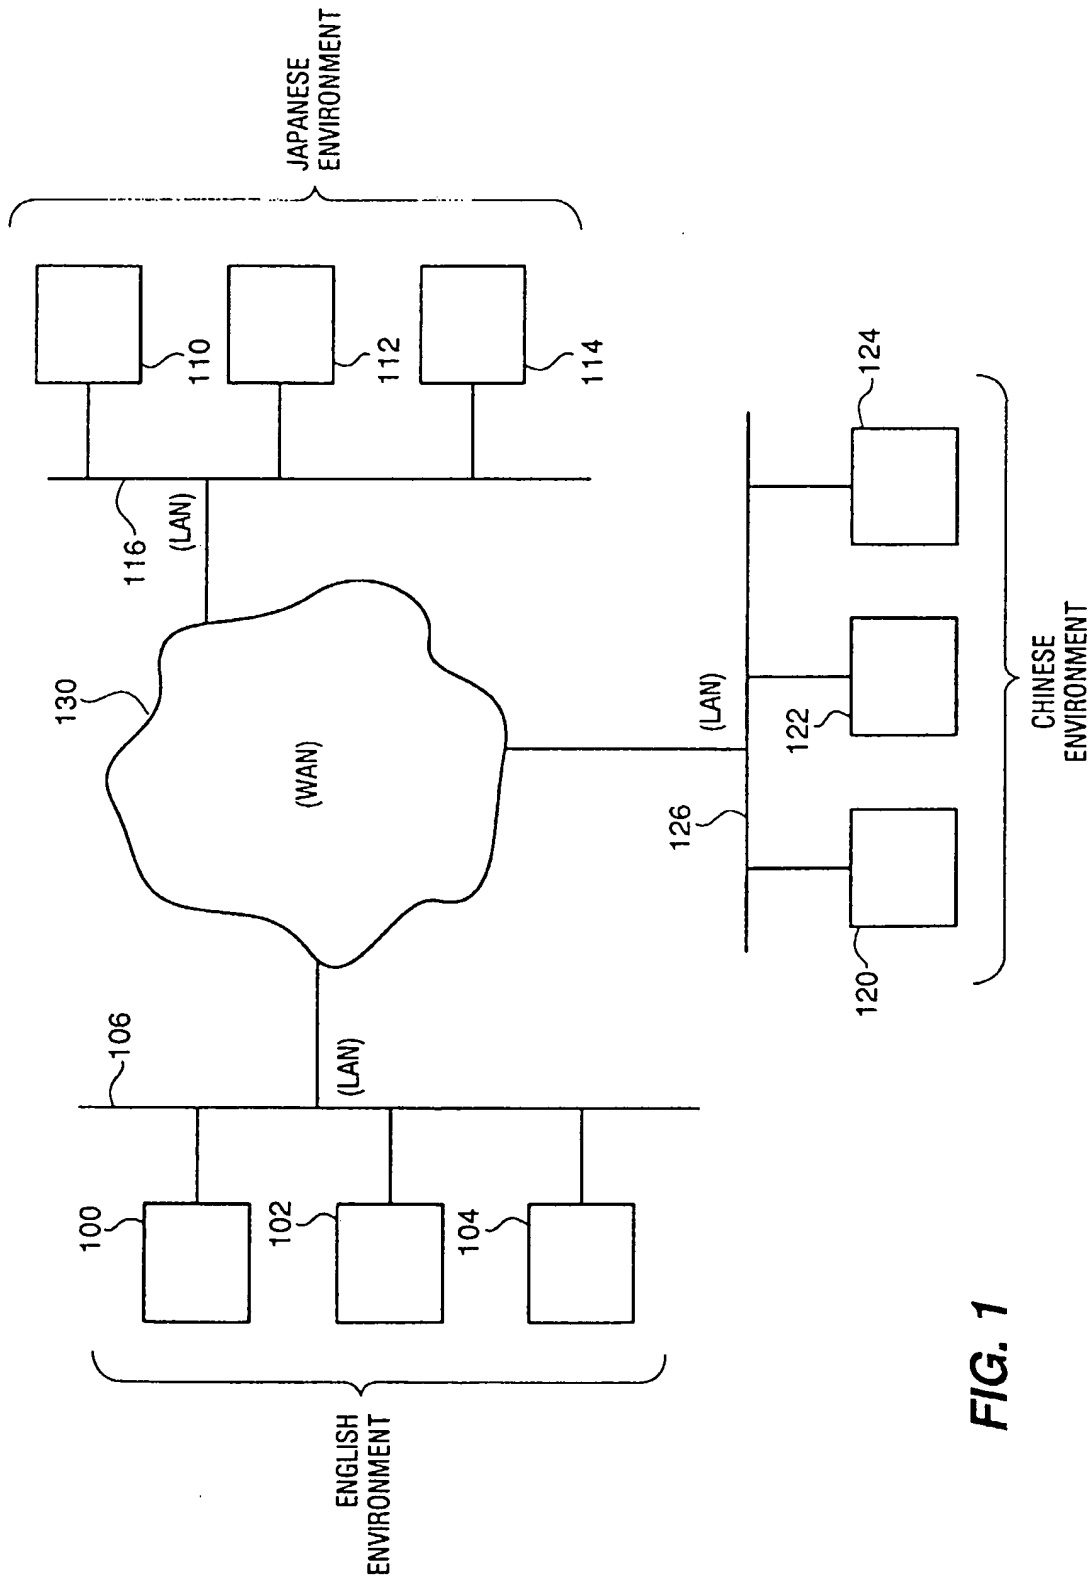 130
(WAN)
106
(LAN)
100
102
104
ENGLISH
ENVIRONMENT
116
(LAN)
110
112
114
JAPANESE
ENVIRONMENT
126
(LAN)
120
122
124
CHINESE
ENVIRONMENT
FIG. 1